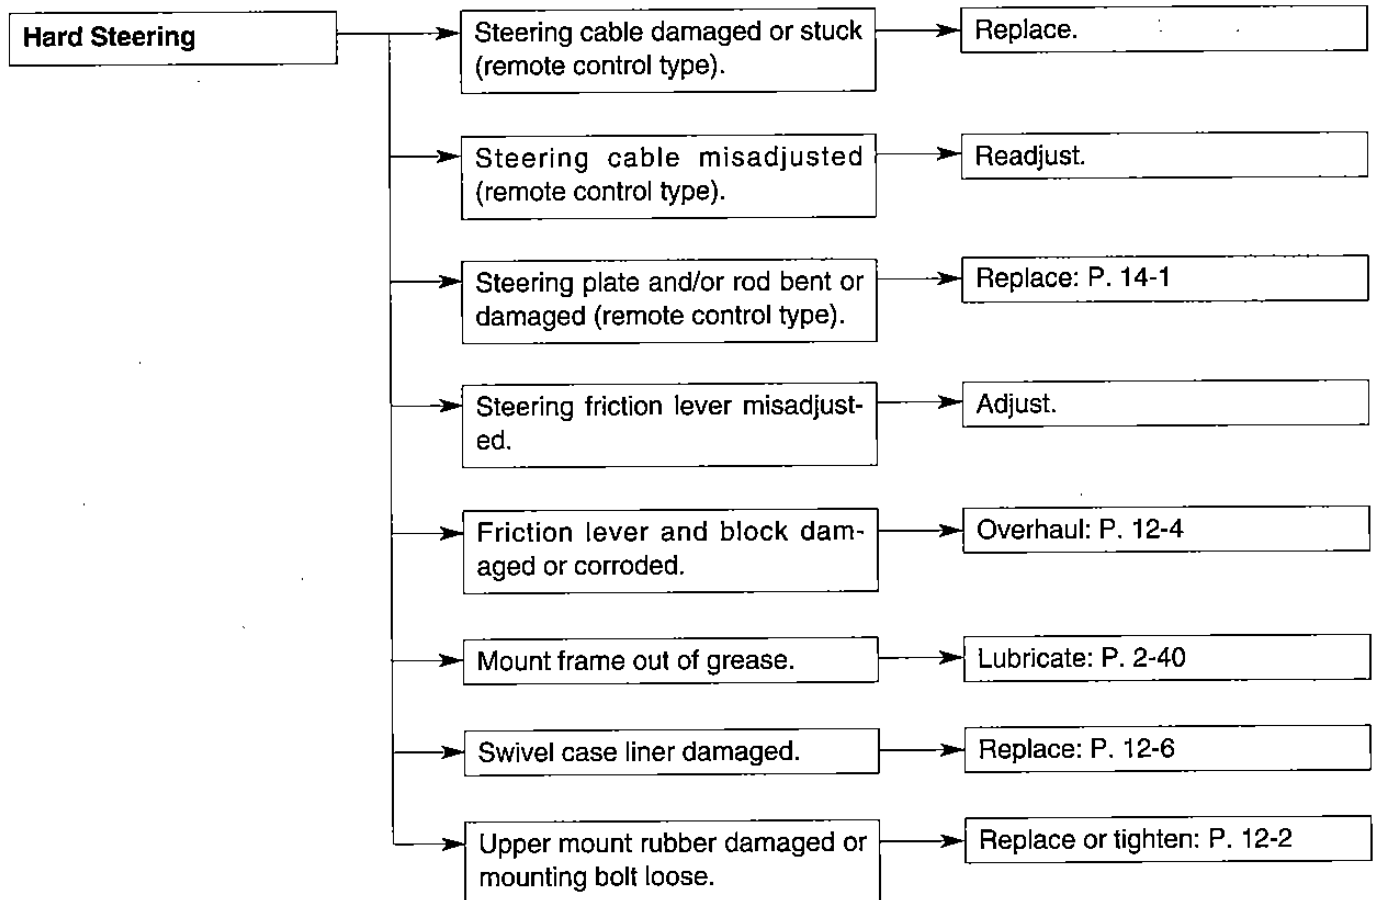 Hard Steering
Steering cable damaged or stuck
(remote control type).
Replace.
Steering cable misadjusted
(remote control type).
Readjust.
Steering plate and/or rod bent or
damaged (remote control type).
Replace: P. 14-1
Steering friction lever misadjust-
ed.
Adjust.
Friction lever and block dam-
aged or corroded.
Overhaul: P. 12-4
Mount frame out of grease.
Lubricate: P. 2-40
Swivel case liner damaged.
Replace: P. 12-6
Upper mount rubber damaged or
mounting bolt loose.
Replace or tighten: P. 12-2